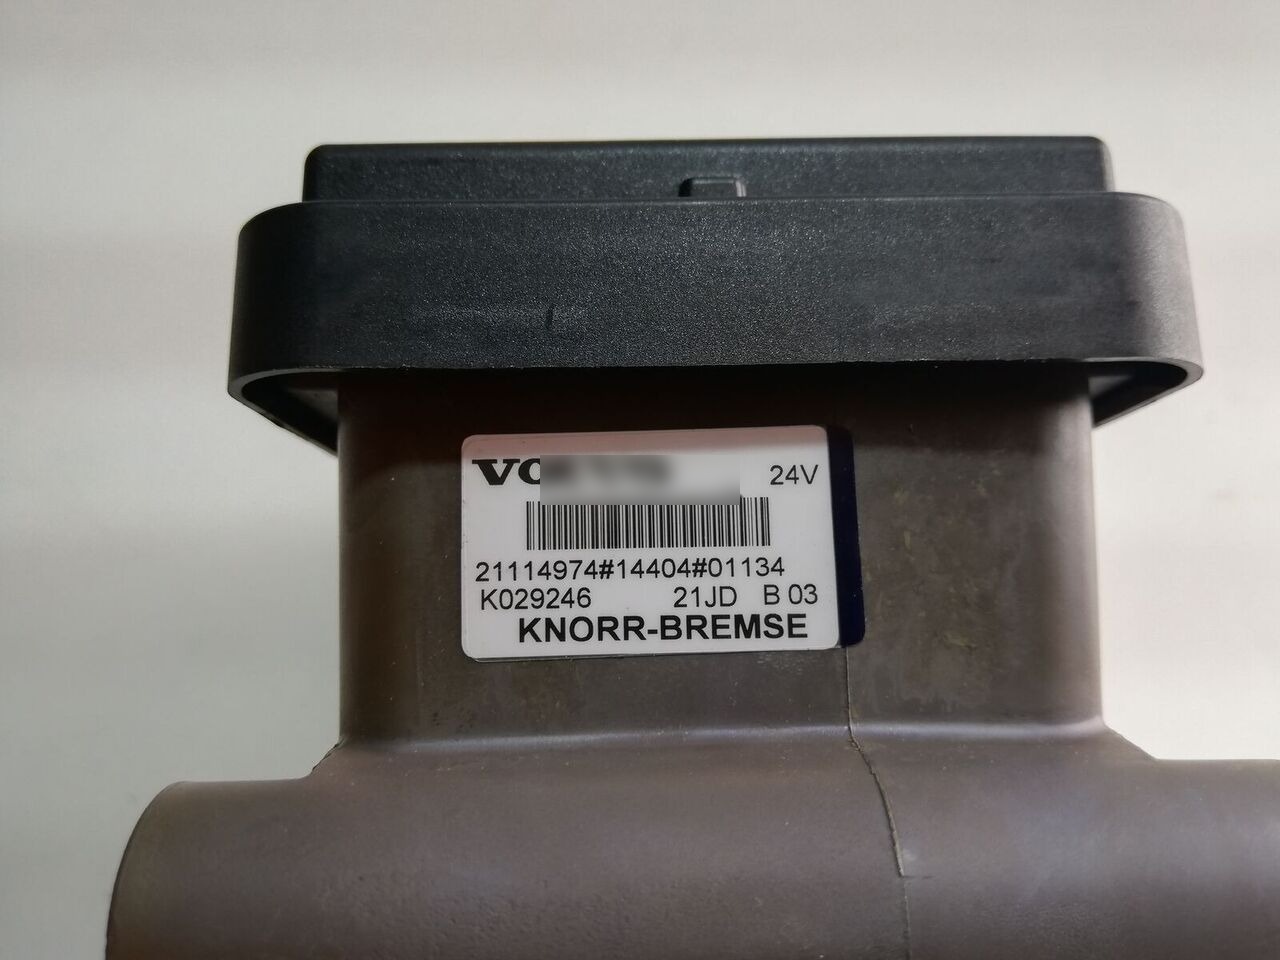 24V
21114974#14404#01134
K029246 21JD B 03
KNORR-BREMSE